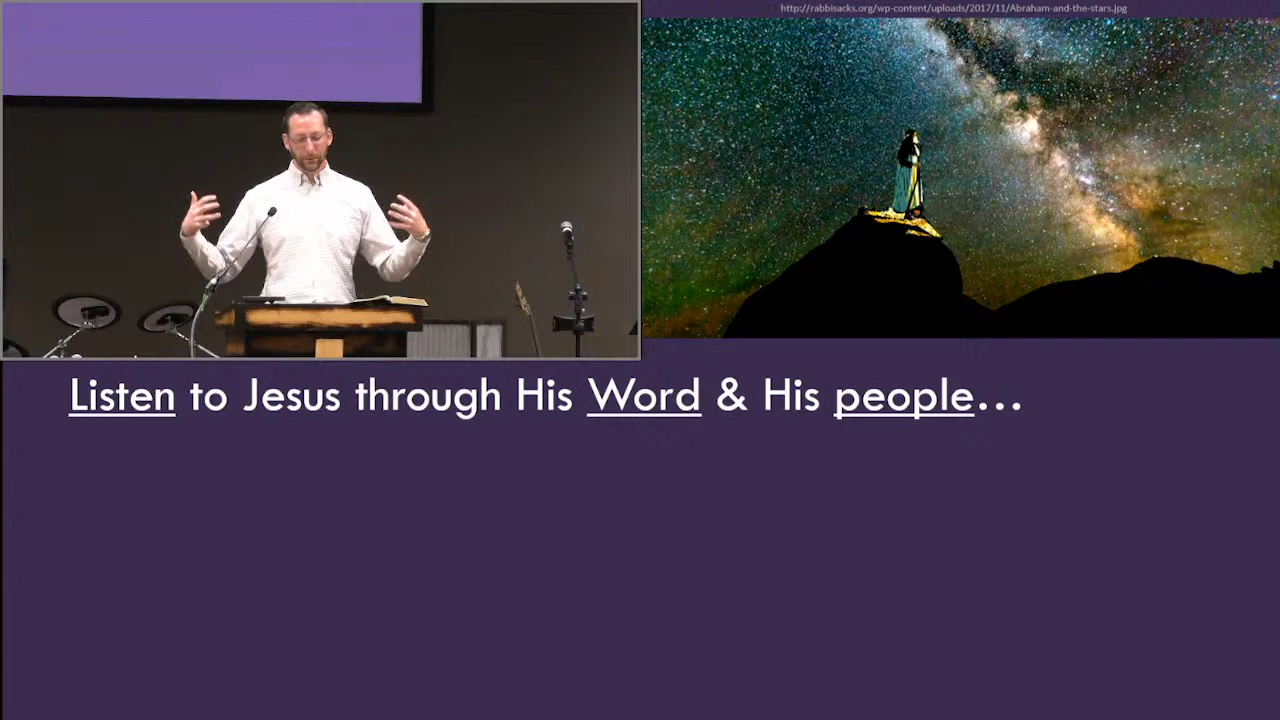 http://rabbisacks.org/wp-content/uploads/2017/11/Abraham-and-the-stars.jpg
Listen to Jesus through His Word & His people…